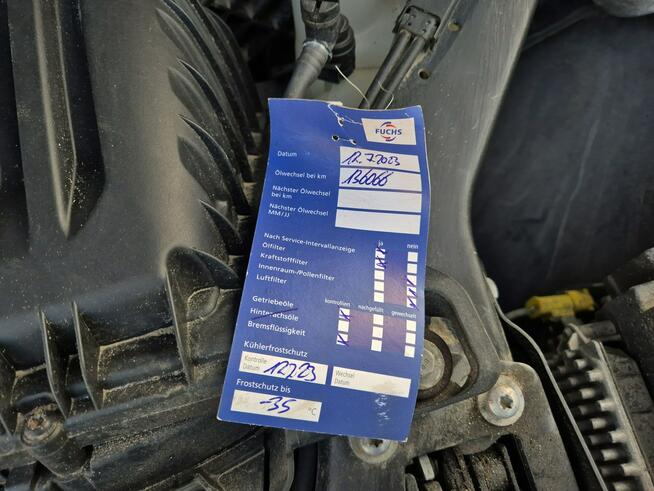 FUCHS
Datum 12.7.2023
Ölwechsel bei km 136066
Nächster Ölwechsel
bei km
Nächster Ölwechsel
MM/JJ
Nach Service-Intervallanzeige
nein
Ölfilter
Kraftstofffilter
Innenraum-/Pollenfilter
Luftfilter
kontrolliert nachgefüllt gewechselt
Getriebeöle
Hinterachsöle
Bremsflüssigkeit
Kühlerfrostschutz
Kontrolle
Datum 12.7.23
Wechsel
Datum
Frostschutz bis
-35 °C